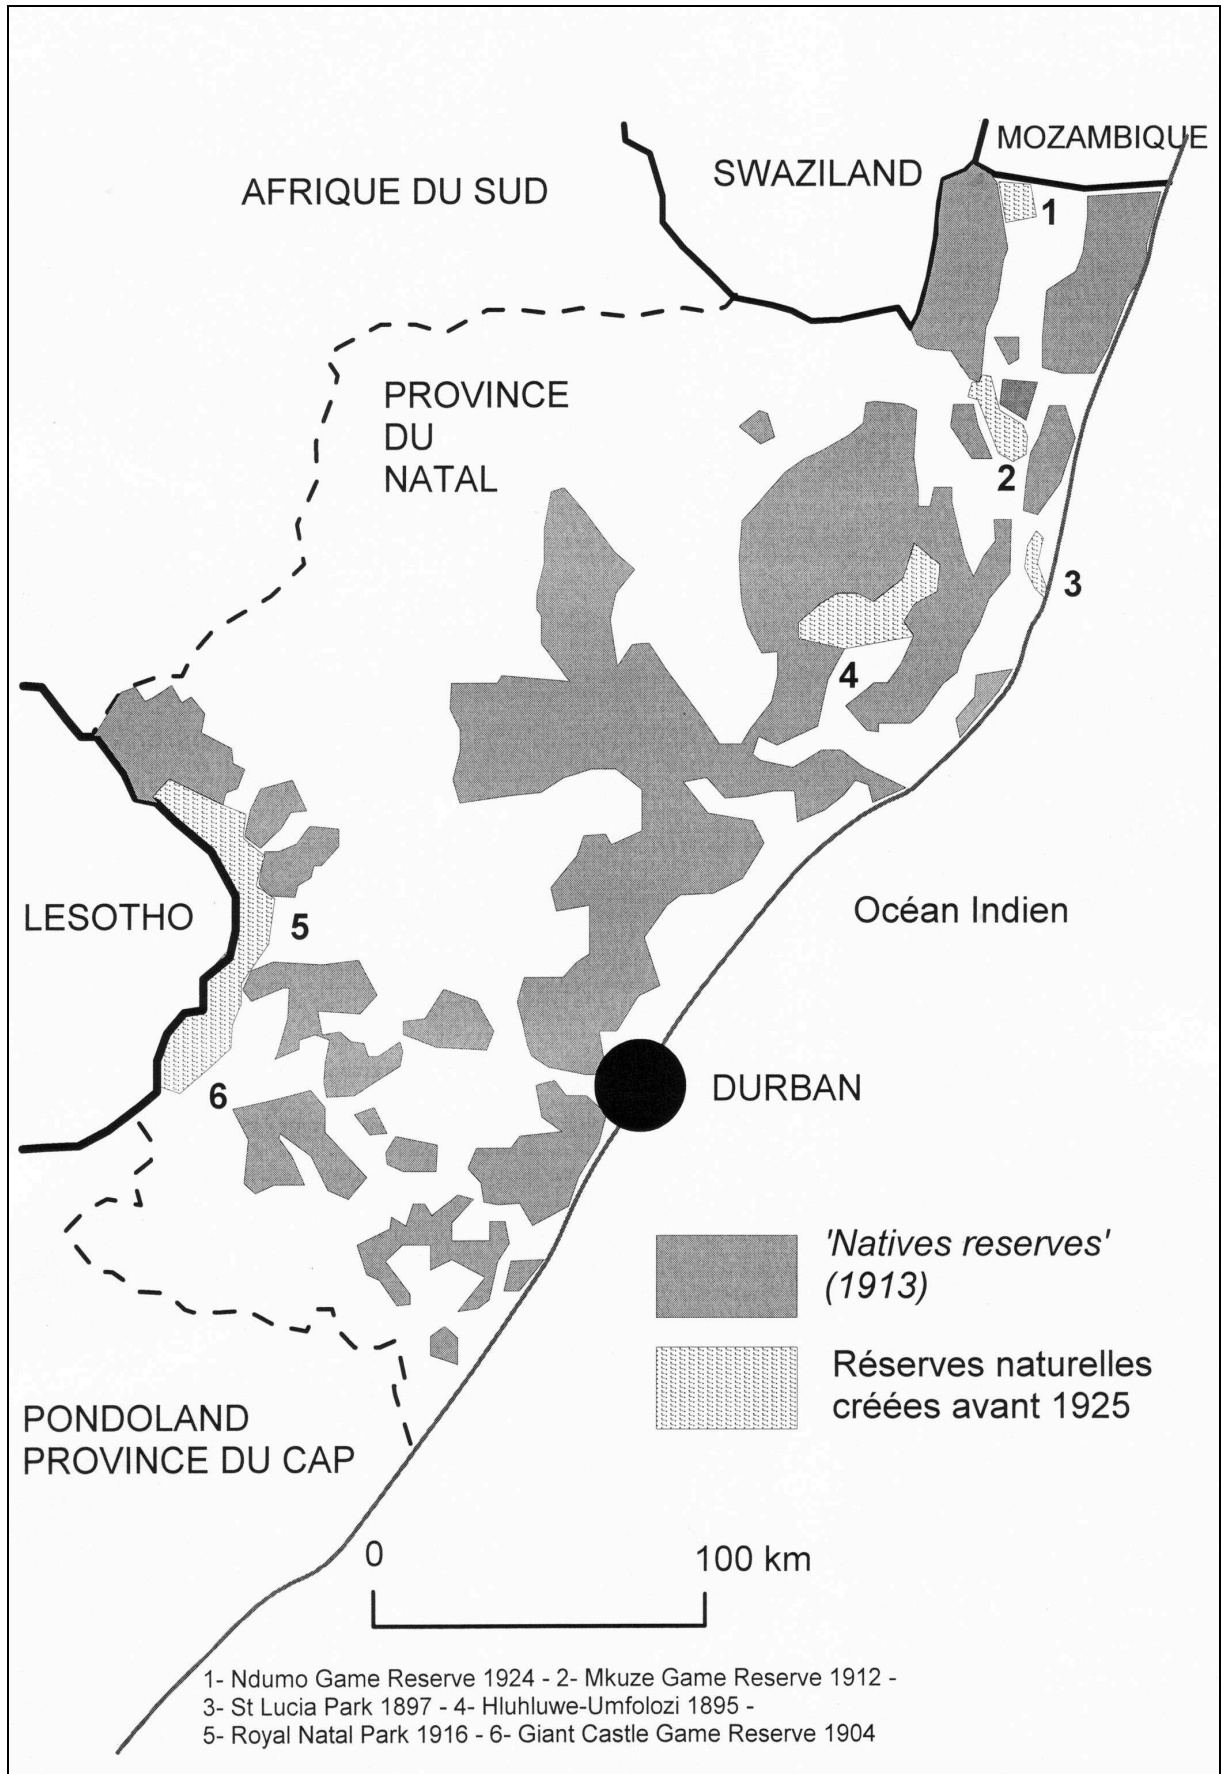 MOZAMBIQUE
SWAZILAND
AFRIQUE DU SUD
1
PROVINCE
DU
NATAL
2
3
4
LESOTHO
5
Océan Indien
6
DURBAN
'Natives reserves'
(1913)
Réserves naturelles
créées avant 1925
PONDOLAND
PROVINCE DU CAP
0
100 km
1- Ndumo Game Reserve 1924 - 2- Mkuze Game Reserve 1912 -
3- St Lucia Park 1897 - 4- Hluhluwe-Umfolozi 1895 -
5- Royal Natal Park 1916 - 6- Giant Castle Game Reserve 1904